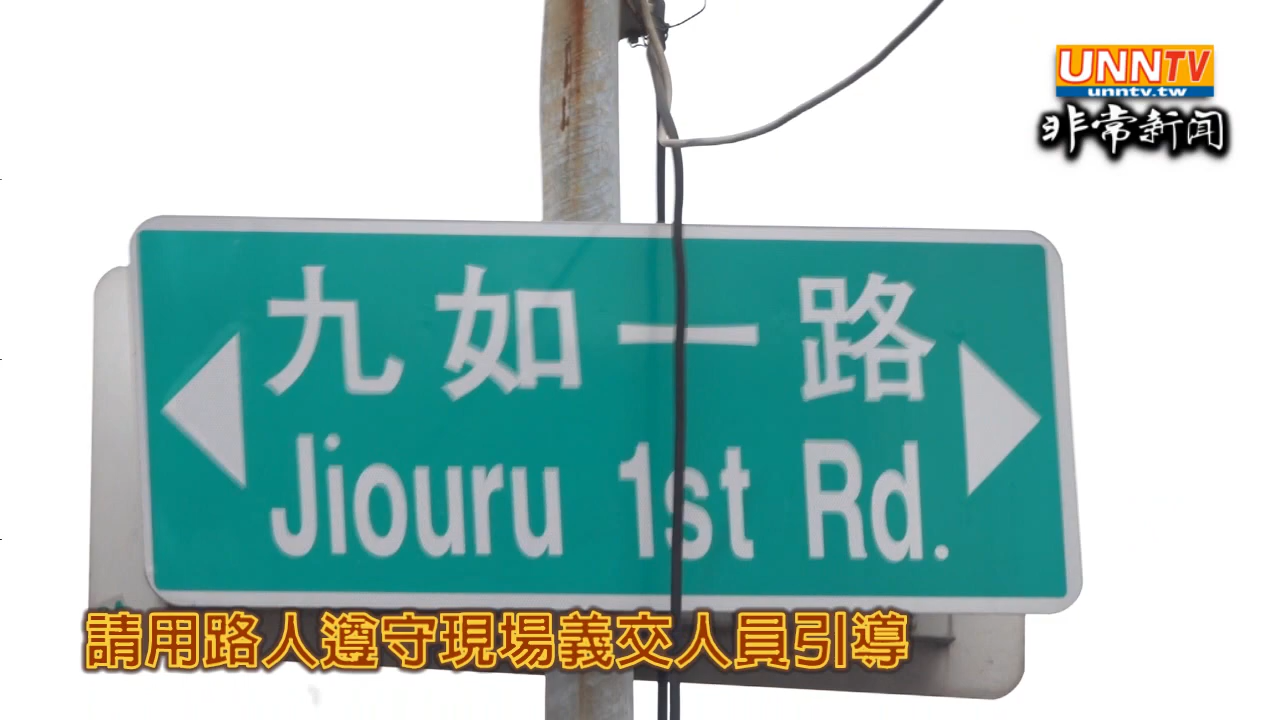 UNNTV
unntv.tw
非常新闻
九如一路
Jiouru 1st Rd.
請用路人遵守現場義交人員引導